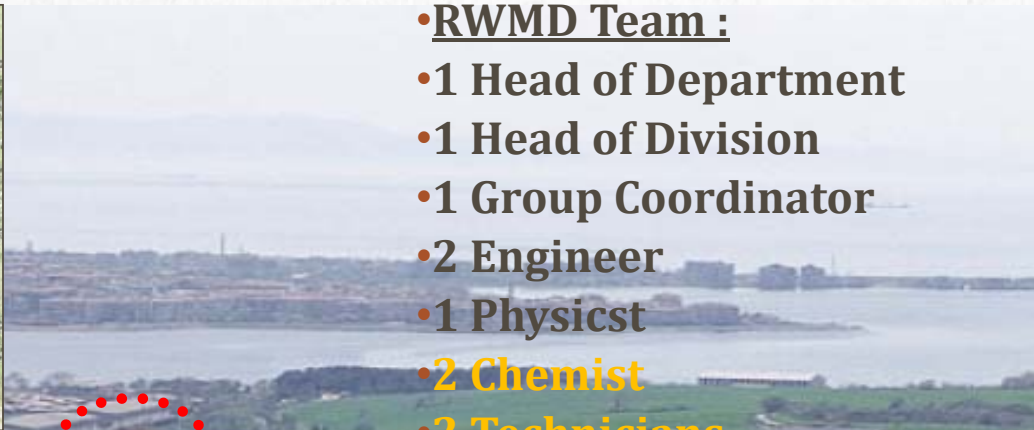 •RWMD Team :
•1 Head of Department
•1 Head of Division
•1 Group Coordinator
•2 Engineer
•1 Physicst
•2 Chemist
•Technicians